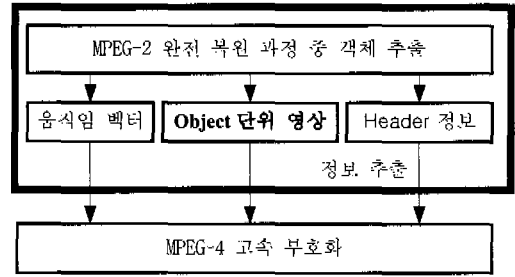 MPEG-2 완전 복원 과정 중 객체 추출
움직임 벡터
Object 단위 영상
Header 정보
정보 추출
MPEG-4 고속 부호화